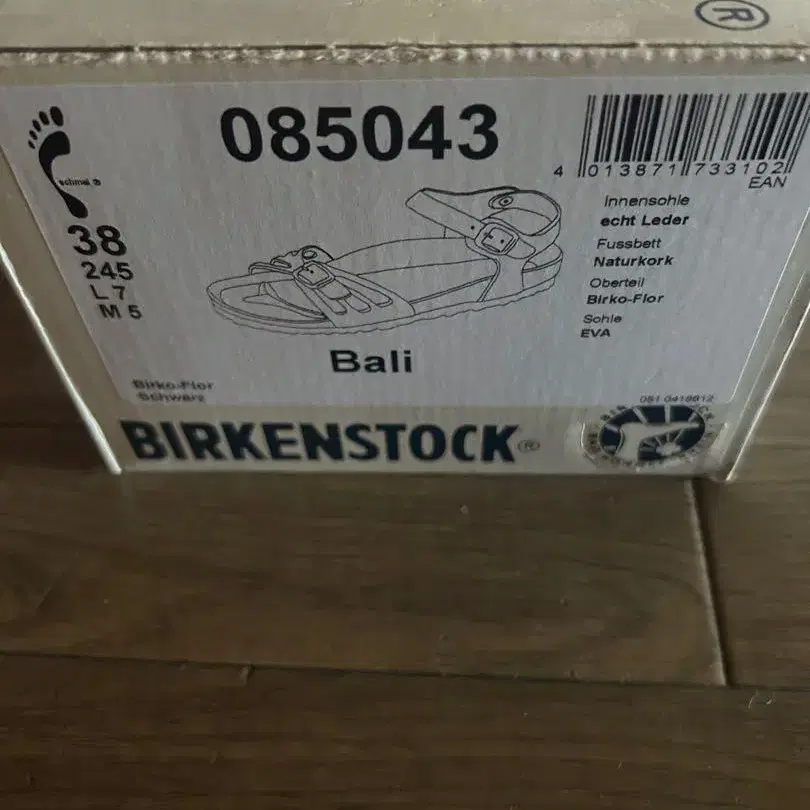 ®
085043
4 013871 733102
EAN
schmal
38
245
L 7
M 5
Innensohle
echt Leder
Fussbett
Naturkork
Oberteil
Birko-Flor
Sohle
EVA
Bali
Birko-Flor
Schwarz
BIRKENSTOCK®